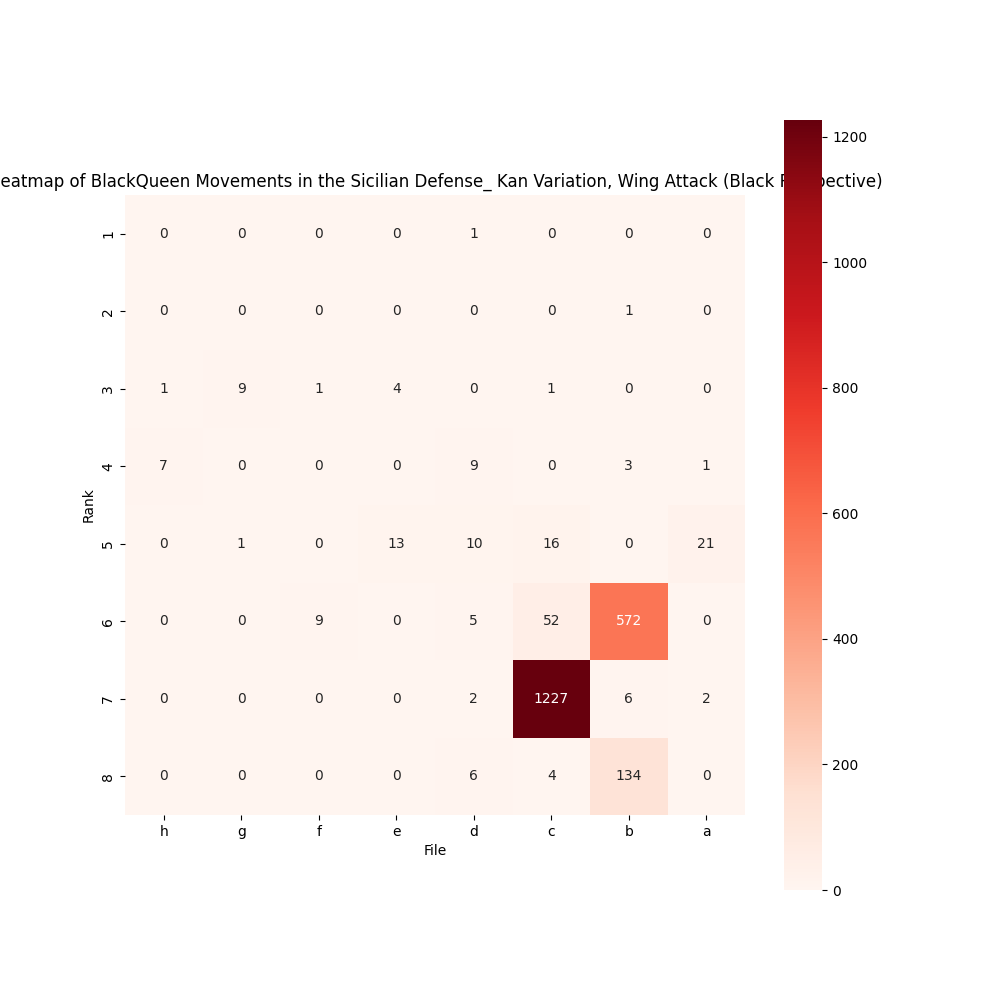 eatmap of BlackQueen Movements in the Sicilian Defense_ Kan Variation, Wing Attack (Black P pective)
1 0 0 0 0 1 0 0 0
2 0 0 0 0 0 0 1 0
3 1 9 1 4 0 1 0 0
4 7 0 0 0 9 0 3 1
Rank
5 0 1 0 13 10 16 0 21
6 0 0 9 0 5 52 572 0
7 0 0 0 0 2 1227 6 2
8 0 0 0 0 6 4 134 0
h g f e d c b a
File
1200
1000
800
600
400
200
0